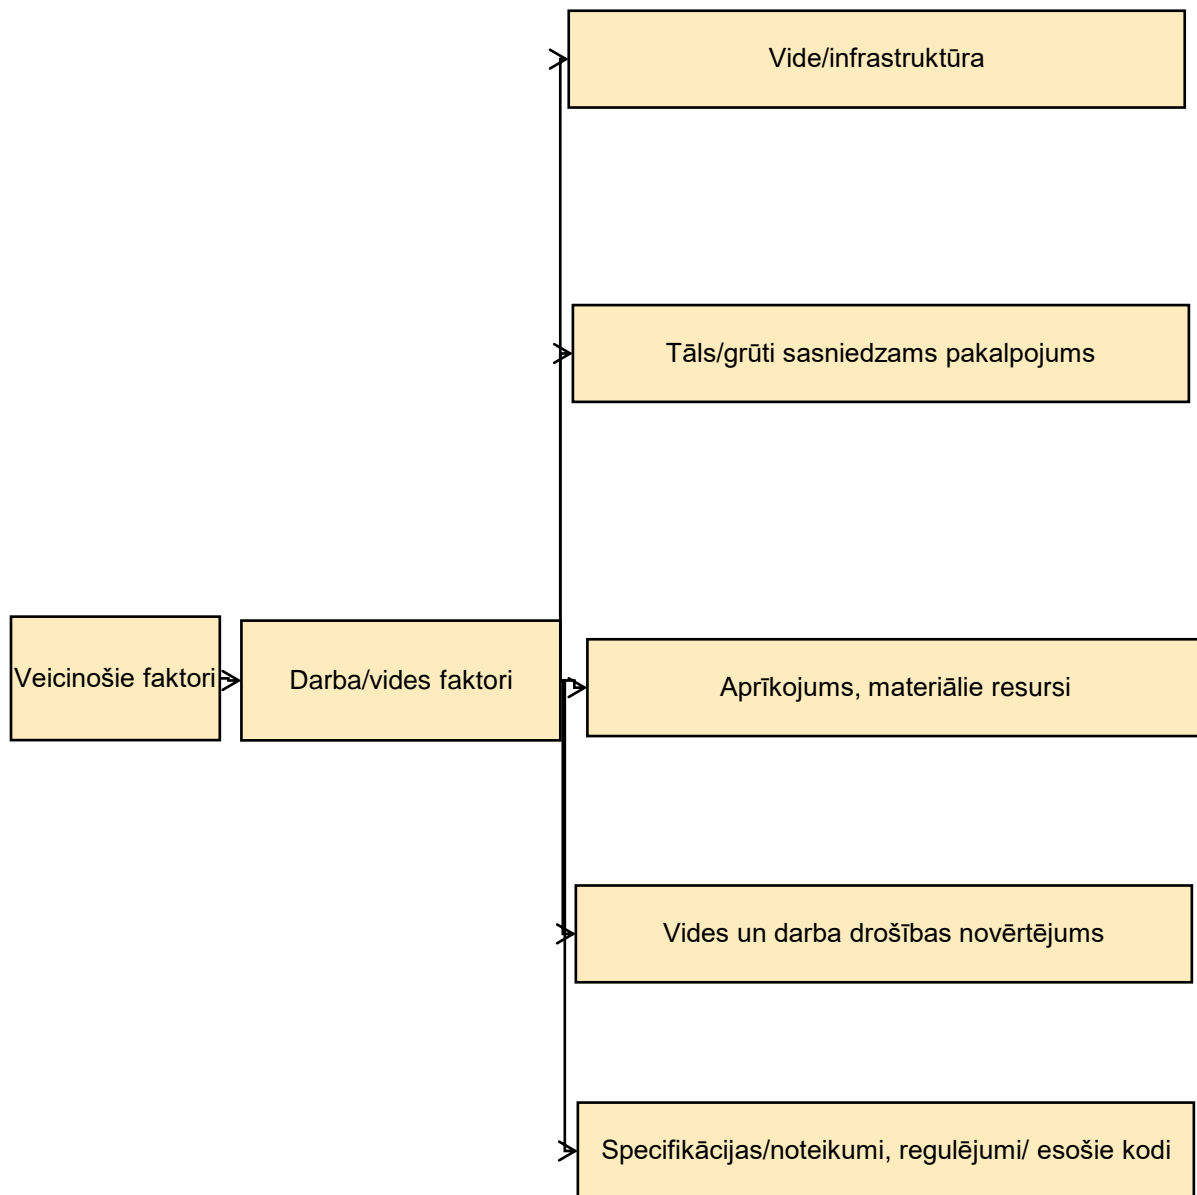 Vide/infrastruktūra
Tāls/grūti sasniedzams pakalpojums
Veicinošie faktori
Darba/vides faktori
Aprīkojums, materiālie resursi
Vides un darba drošības novērtējums
Specifikācijas/noteikumi, regulējumi/ esošie kodi